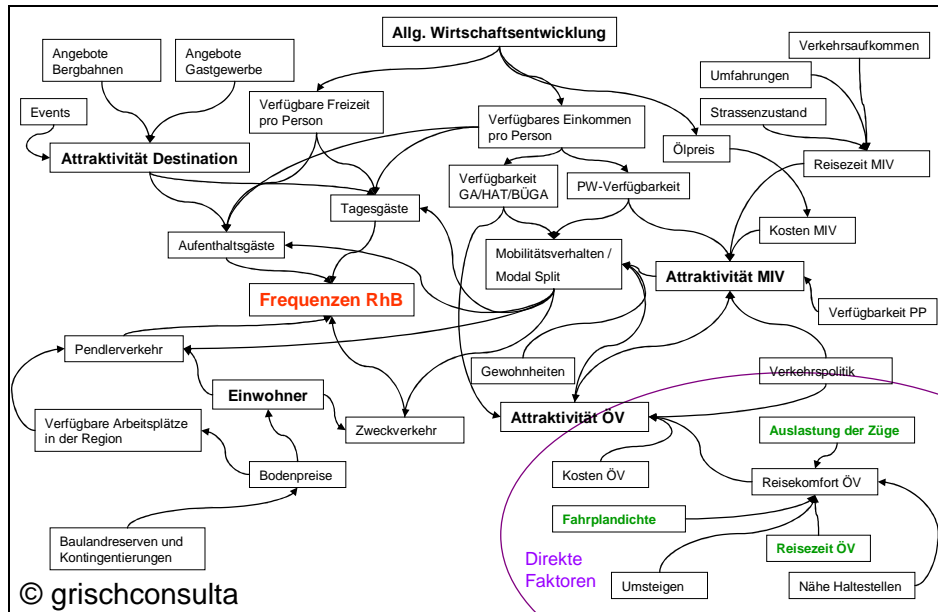 Allg. Wirtschaftsentwicklung
Angebote
Bergbahnen
Angebote
Gastgewerbe
Verkehrsaufkommen
Umfahrungen
Events
Verfügbare Freizeit
pro Person
Verfügbares Einkommen
pro Person
Strassenzustand
Ölpreis
Attraktivität Destination
Reisezeit MIV
Verfügbarkeit
GA/HAT/BÜGA
PW-Verfügbarkeit
Tagesgäste
Kosten MIV
Aufenthaltsgäste
Mobilitätsverhalten /
Modal Split
Attraktivität MIV
Frequenzen RhB
Verfügbarkeit PP
Pendlerverkehr
Gewohnheiten
Verkehrspolitik
Einwohner
Attraktivität ÖV
Verfügbare Arbeitsplätze
in der Region
Zweckverkehr
Auslastung der Züge
Bodenpreise
Kosten ÖV
Reisekomfort ÖV
Fahrplandichte
Baulandreserven und
Kontingentierungen
Reisezeit ÖV
Direkte
Faktoren
Umsteigen
Nähe Haltestellen
© grischconsulta